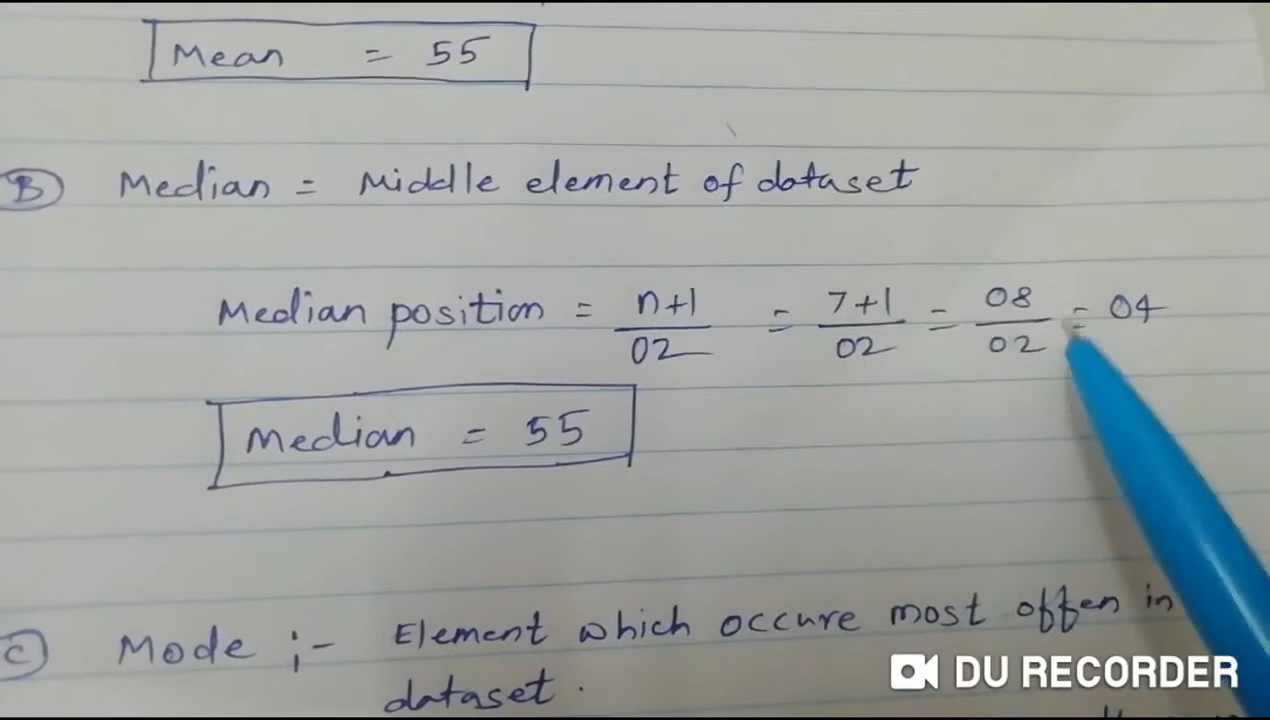 Mean = 55
B Median = Middle element of dataset
Median position = n+1/02 = 7+1/02 = 08/02 = 04
Median = 55
C Mode ;- Element which occure most often in
dataset.
DU RECORDER